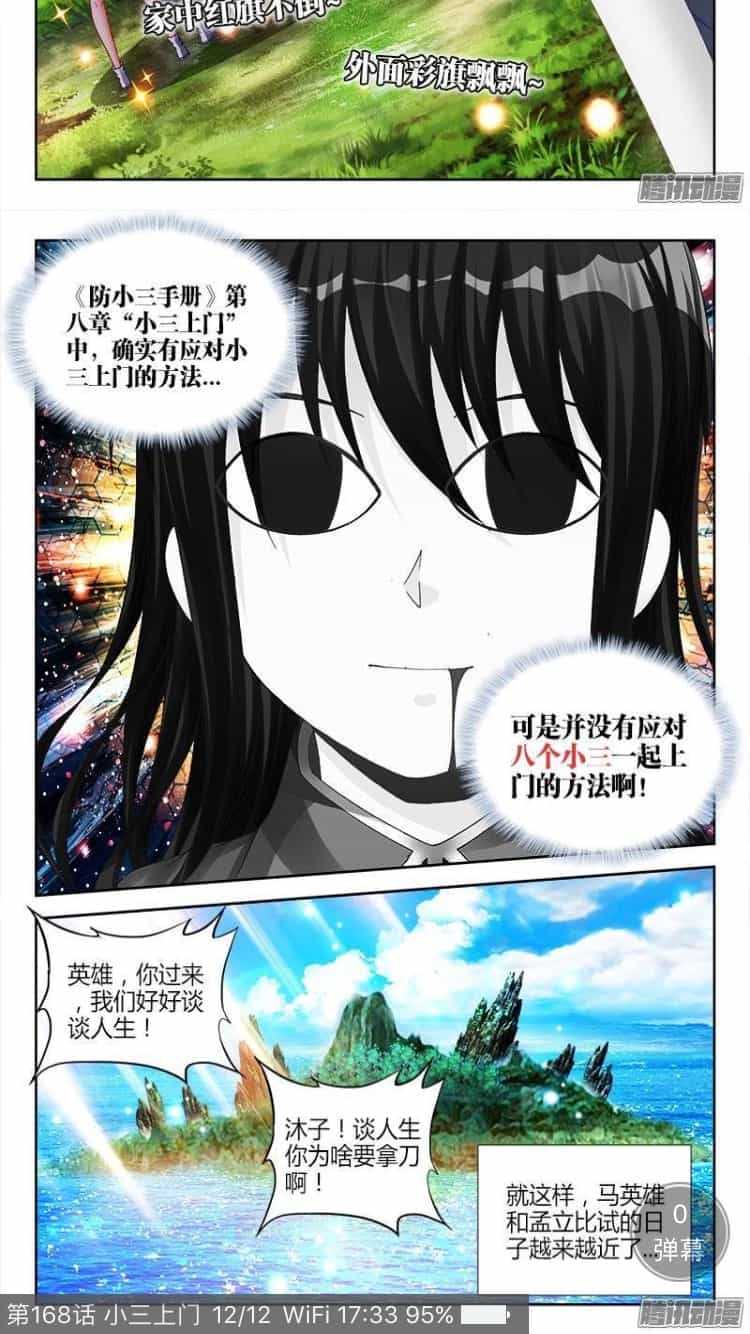 家中红旗不倒~
外面彩旗飘飘~
腾讯动漫
《防小三手册》第
八章“小三上门”
中，确实有应对小
三上门的方法...
可是并没有应对
八个小三一起上
门的方法啊！
英雄，你过来
，我们好好谈
谈人生！
沐子！谈人生
你为啥要拿刀
啊！
就这样，马英雄
和孟立比试的日
子越来越近了...
0
弹幕
第168话 小三上门 12/12 WiFi 17:33 95%
腾讯动漫